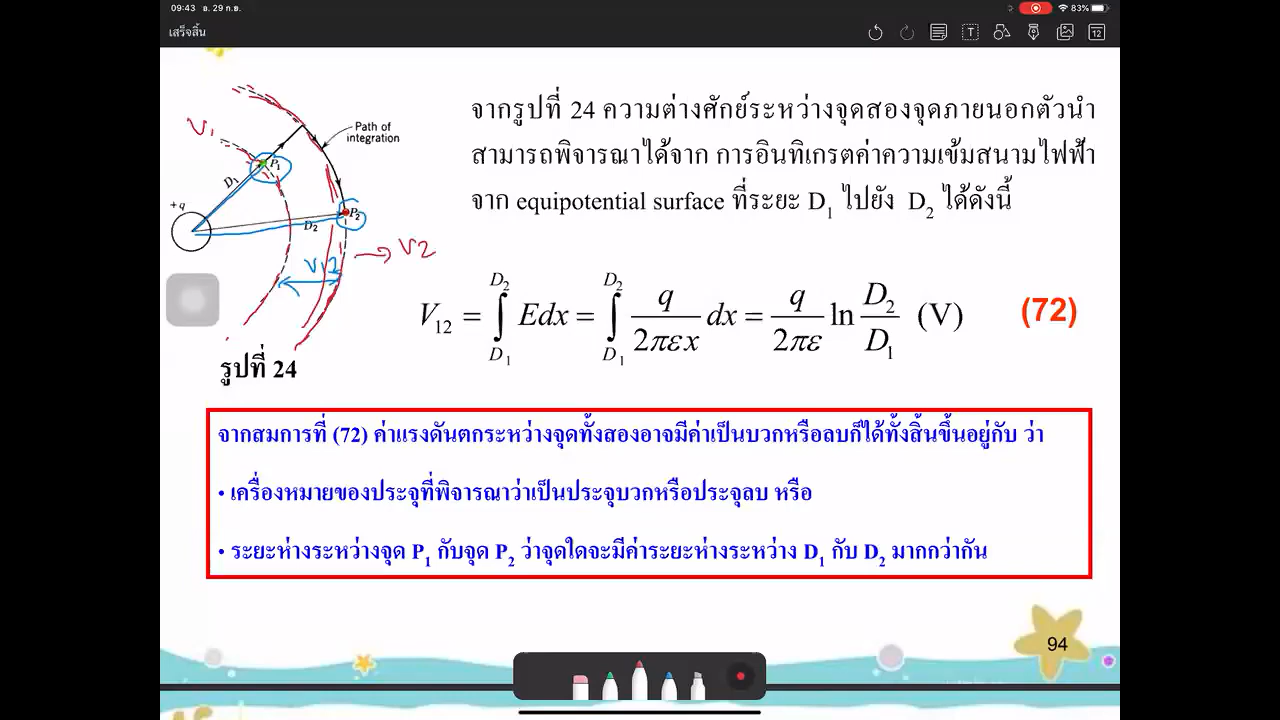 09:43 อ. 29 ก.ย.
83%
เสร็จสิ้น
T
12
จากรูปที่ 24 ความต่างศักย์ระหว่างจุดสองจุดภายนอกตัวนำ
สามารถพิจารณาได้จาก การอินทิเกรตค่าความเข้มสนามไฟฟ้า
จาก equipotential surface ที่ระยะ D₁ ไปยัง D₂ ได้ดังนี้
V₁
Path of
integration
P₁
D₁
+q
P₂
D₂
V2
V12
V₁₂ = ∫_{D₁}^{D₂} Edx = ∫_{D₁}^{D₂} q/(2πεx) dx = q/(2πε) ln D₂/D₁ (V)
(72)
รูปที่ 24
จากสมการที่ (72) ค่าแรงดันตกระหว่างจุดทั้งสองอาจมีค่าเป็นบวกหรือลบก็ได้ทั้งสิ้นขึ้นอยู่กับ ว่า
• เครื่องหมายของประจุที่พิจารณาว่าเป็นประจุบวกหรือประจุลบ หรือ
• ระยะห่างระหว่างจุด P₁ กับจุด P₂ ว่าจุดใดจะมีค่าระยะห่างระหว่าง D₁ กับ D₂ มากกว่ากัน
94